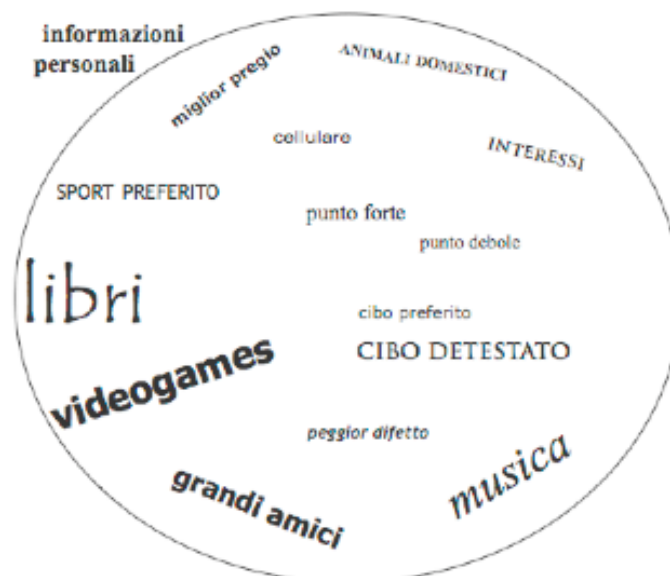 informazioni
personali
miglior pregio
ANIMALI DOMESTICI
cellulare
INTERESSI
SPORT PREFERITO
punto forte
punto debole
libri
cibo preferito
CIBO DETESTATO
videogames
peggior difetto
musica
grandi amici